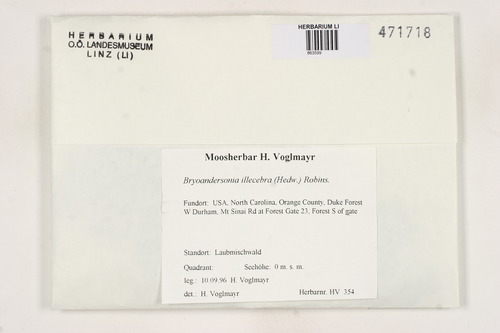 HERBARIUM
O.Ö. LANDESMUSEUM
LINZ (LI)
HERBARIUM LI
471718
Moosherbar H. Voglmayr
Bryoandersonia illecebra (Hedw.) Robins.
Fundort: USA, North Carolina, Orange County, Duke Forest
W Durham, Mt Sinai Rd at Forest Gate 23, Forest S of gate
Standort: Laubmischwald
Quadrant: Seehöhe: 0 m. s. m.
leg.: 10.09.96 H. Voglmayr
det.: H. Voglmayr Herbarnr. HV 354